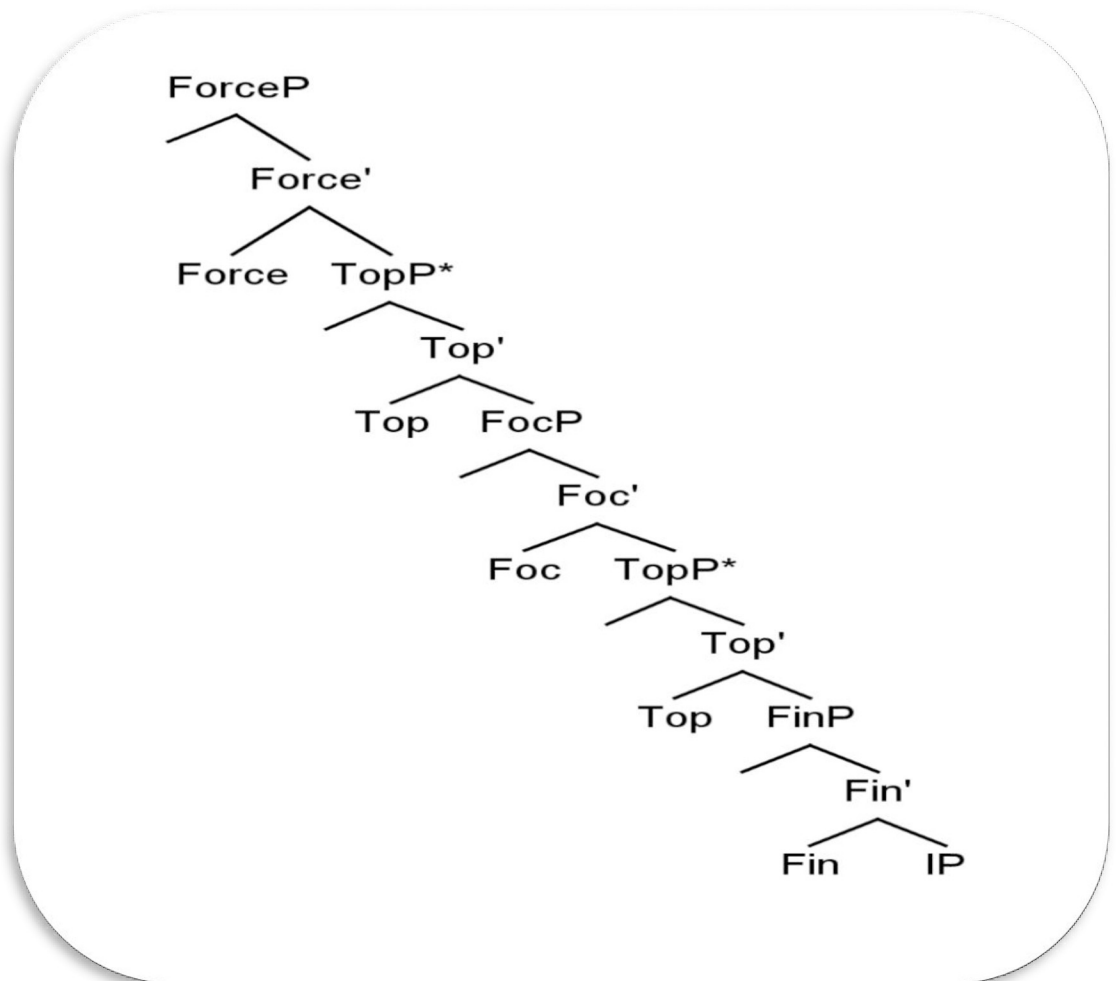 ForceP
Force'
Force TopP*
Top'
Top FocP
Foc'
Foc TopP*
Top'
Top FinP
Fin'
Fin IP